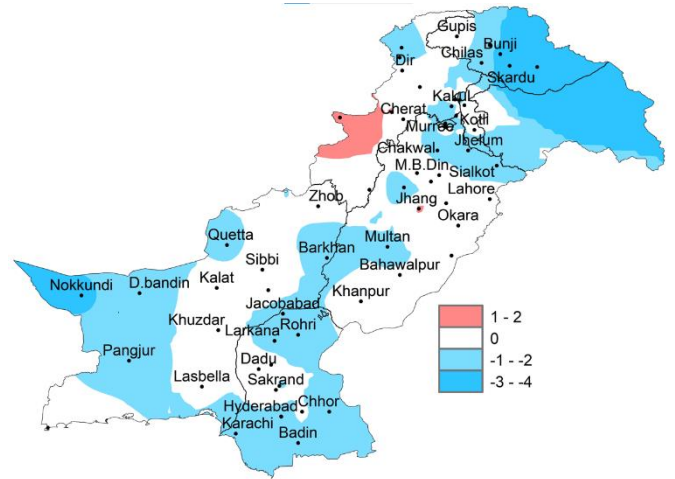 Gupis
Bunji
Chilas
Dir
Skardu
Kakul
Cherat
Kotli
Murree
Chakwal
Jhelum
M.B.Din
Sialkot
Zhob
Lahore
Jhang
Okara
Quetta
Multan
Sibbi
Barkhan
Bahawalpur
Nokkundi
D.bandin
Kalat
Khanpur
Jacobabad
Khuzdar
Larkana
Rohri
Pangjur
Dadu
Lasbella
Sakrand
Hyderabad
Chhor
Karachi
Badin
1 - 2
0
-1 - -2
-3 - -4